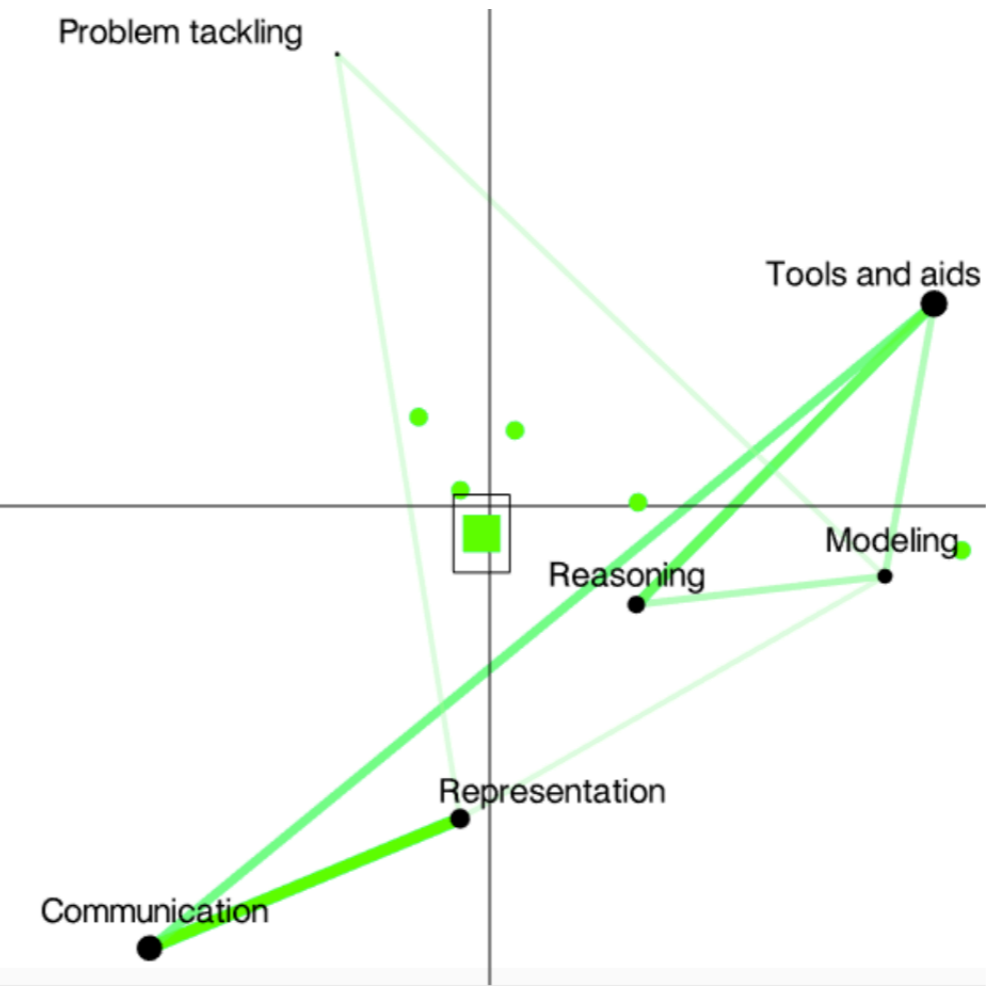 Problem tackling
Tools and aids
Modeling
Reasoning
Representation
Communication